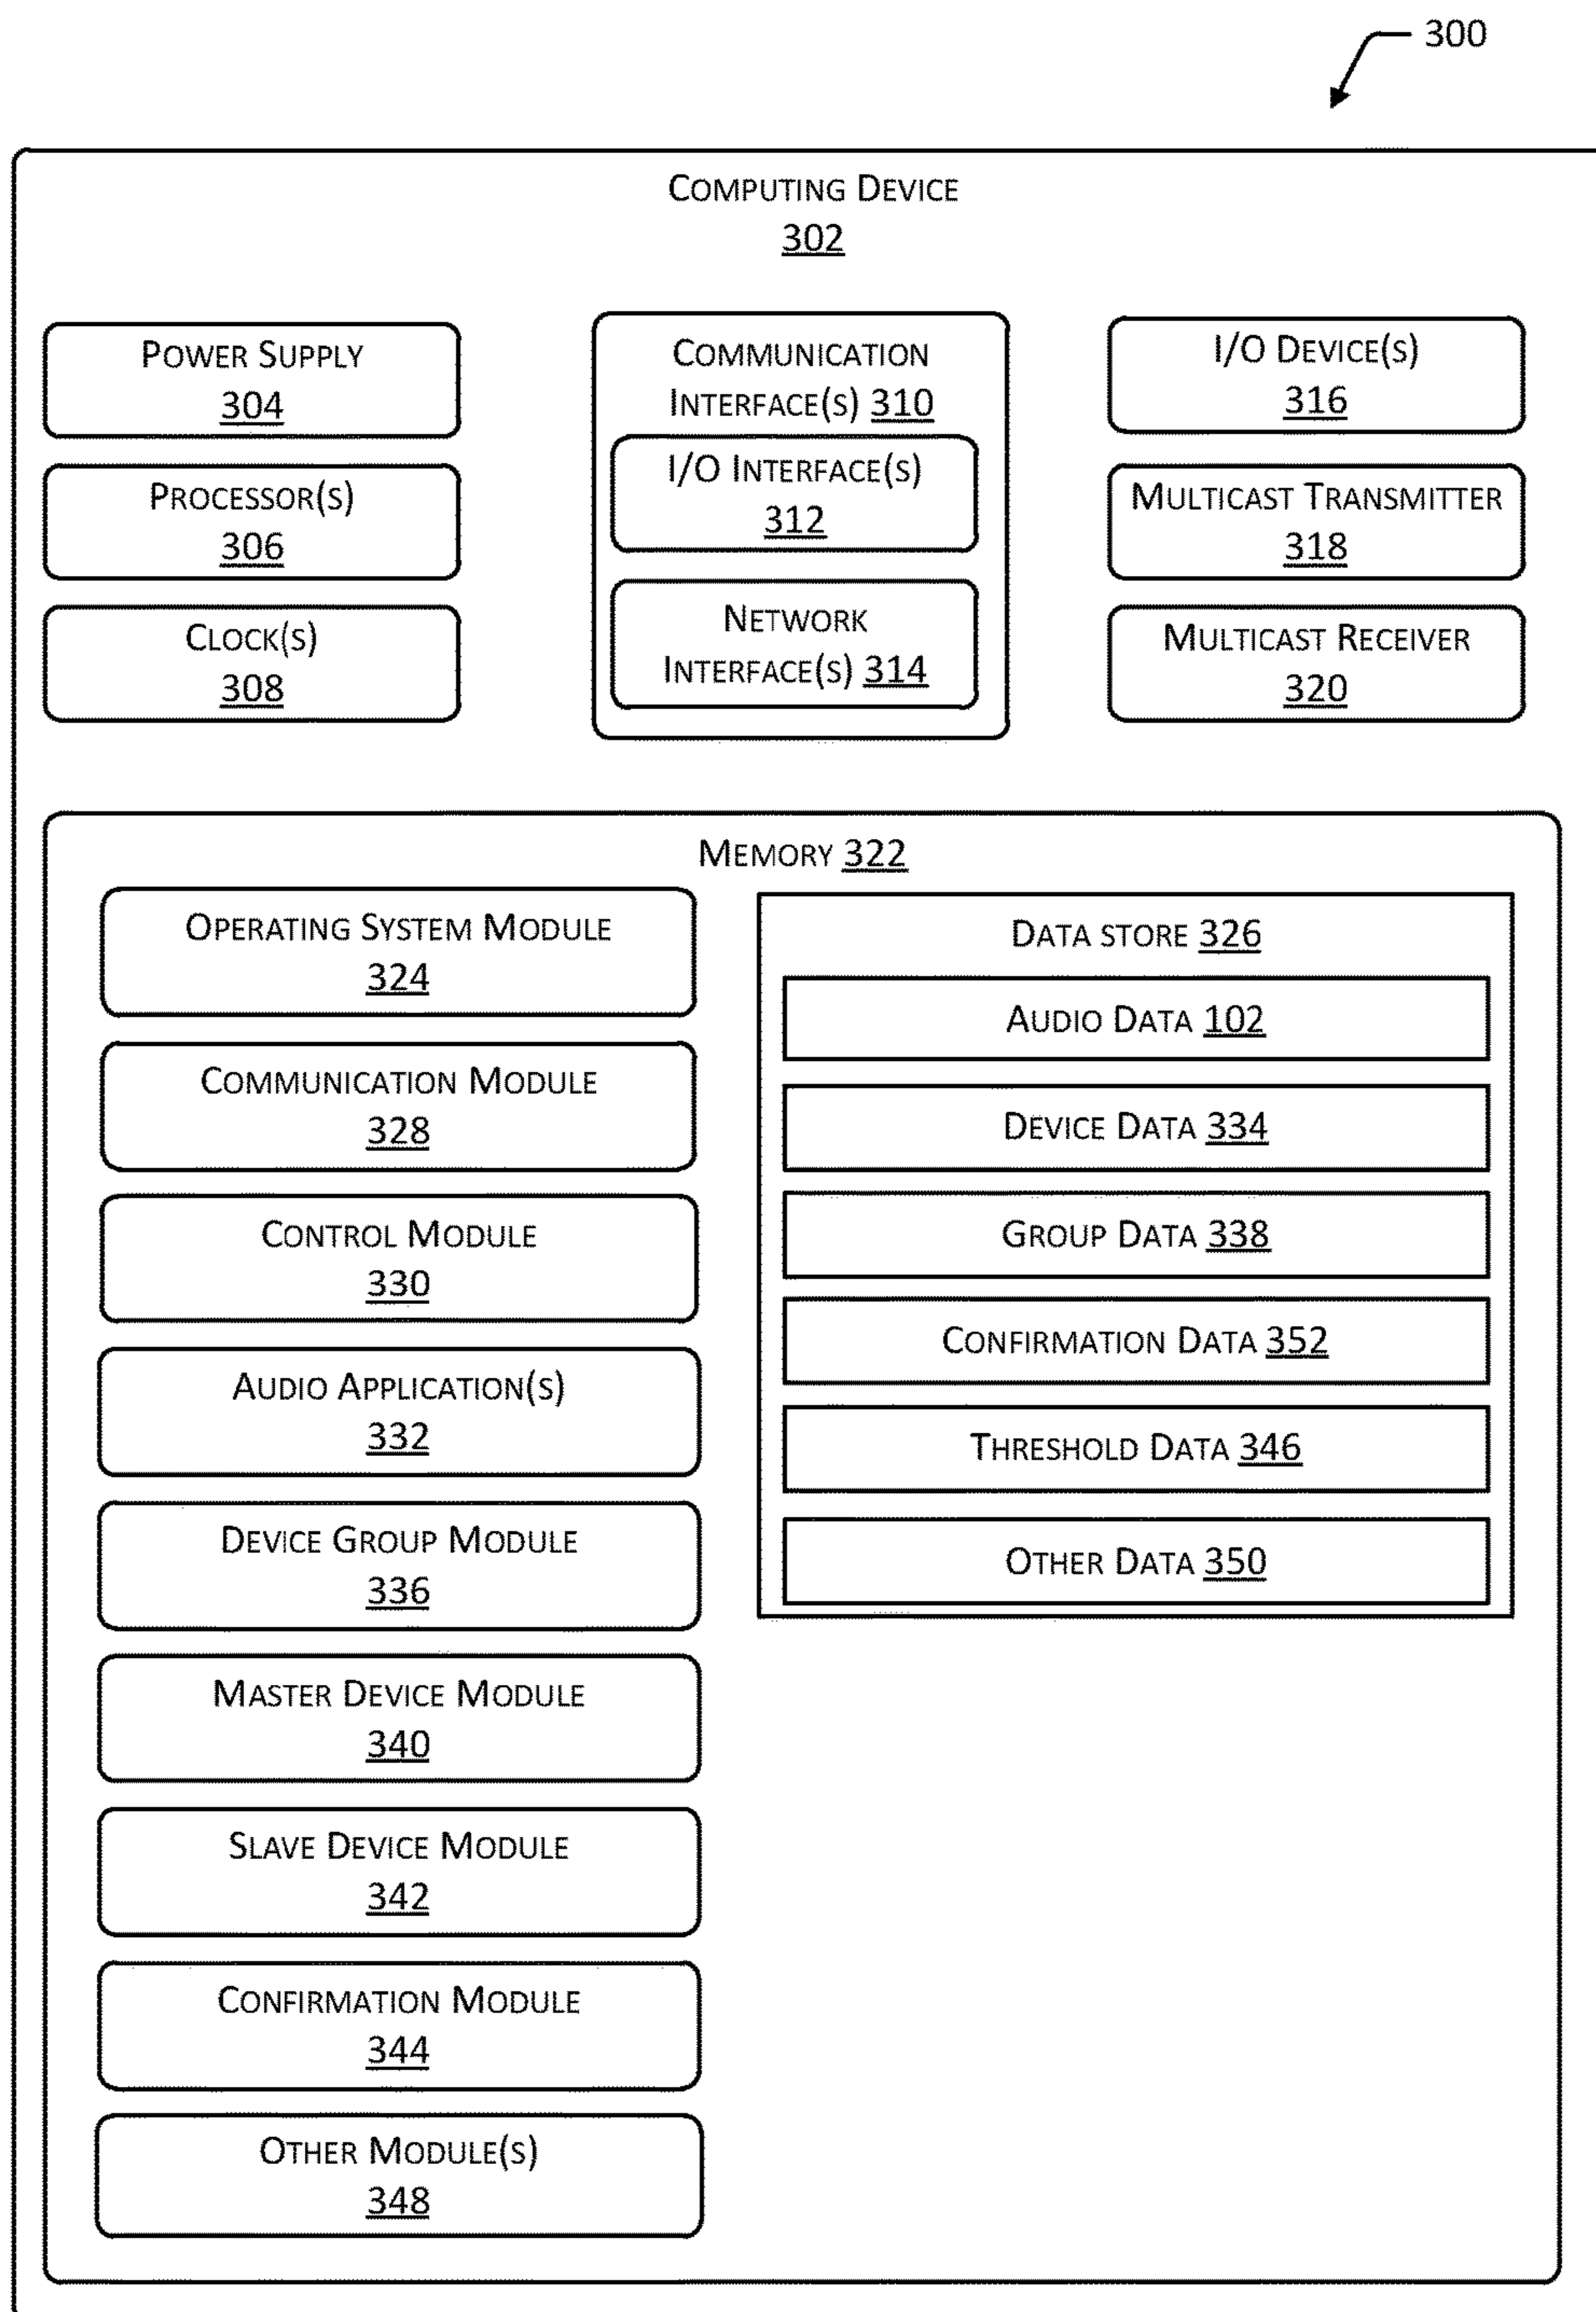 300
COMPUTING DEVICE
302
POWER SUPPLY
304
PROCESSOR(S)
306
CLOCK(S)
308
COMMUNICATION
INTERFACE(S) 310
I/O INTERFACE(S)
312
NETWORK
INTERFACE(S) 314
I/O DEVICE(S)
316
MULTICAST TRANSMITTER
318
MULTICAST RECEIVER
320
MEMORY 322
OPERATING SYSTEM MODULE
324
COMMUNICATION MODULE
328
CONTROL MODULE
330
AUDIO APPLICATION(S)
332
DEVICE GROUP MODULE
336
MASTER DEVICE MODULE
340
SLAVE DEVICE MODULE
342
CONFIRMATION MODULE
344
OTHER MODULE(S)
348
DATA STORE 326
AUDIO DATA 102
DEVICE DATA 334
GROUP DATA 338
CONFIRMATION DATA 352
THRESHOLD DATA 346
OTHER DATA 350